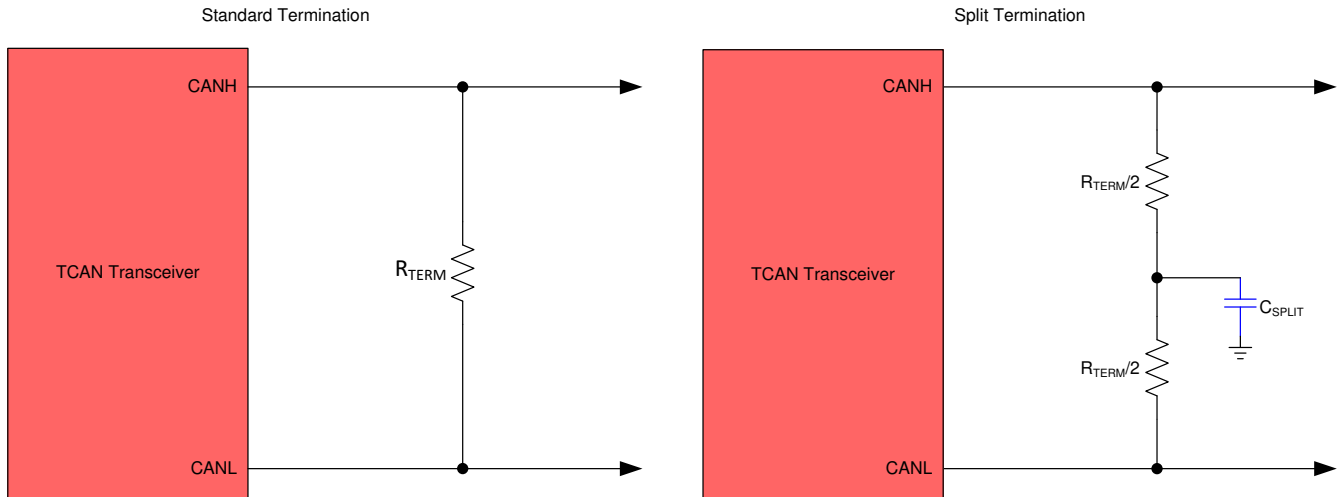 Standard Termination
CANH
TCAN Transceiver
RTERM
CANL
Split Termination
CANH
RTERM/2
TCAN Transceiver
CSPLIT
RTERM/2
CANL